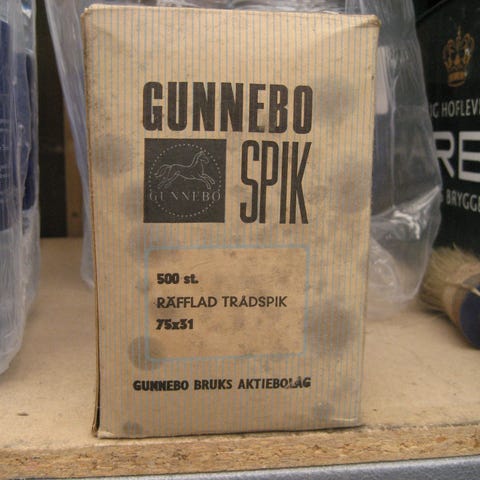 GUNNEBO
GUNNEBO
SPIK
500 st.
RÄFFLAD TRÅDSPIK
75x31
GUNNEBO BRUKS AKTIEBOLAG